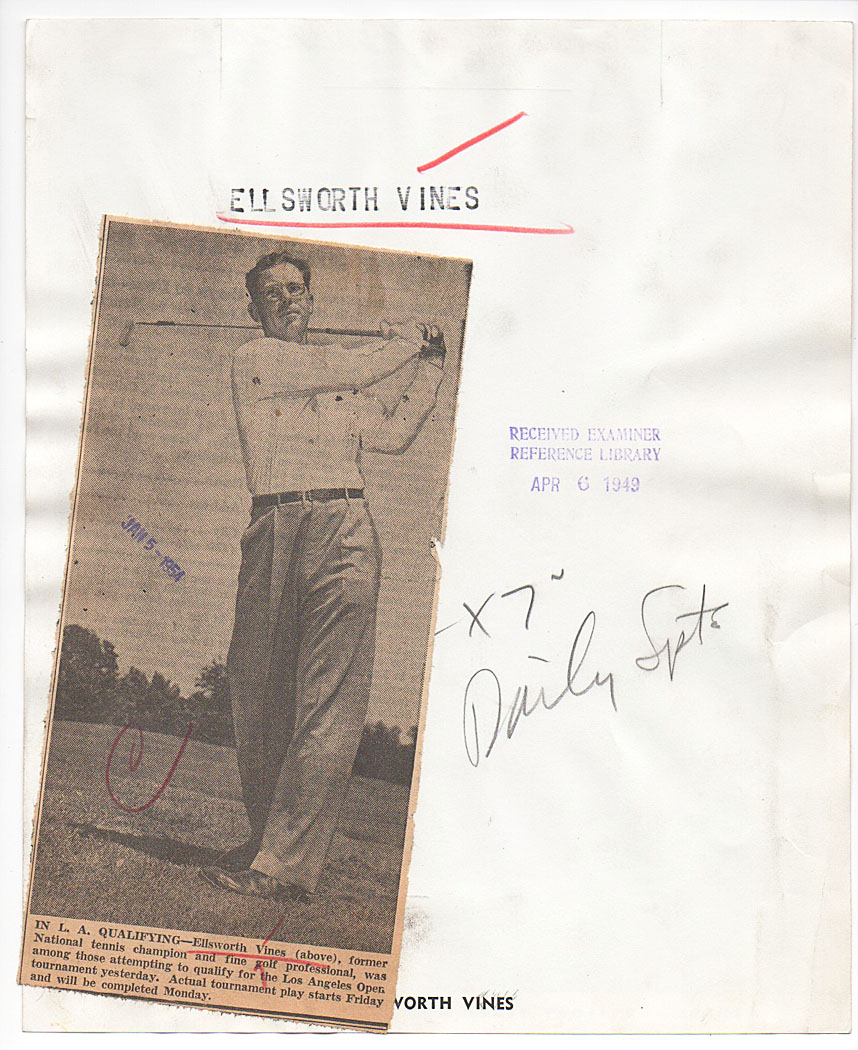 ELLSWORTH VINES
RECEIVED EXAMINER
REFERENCE LIBRARY
APR 6 1949
JAN 5 - 1954
X 7"
Daily Spts
IN L. A. QUALIFYING—Ellsworth Vines (above), former
National tennis champion and fine golf professional, was
among those attempting to qualify for the Los Angeles Open
tournament yesterday. Actual tournament play starts Friday
and will be completed Monday.
WORTH VINES